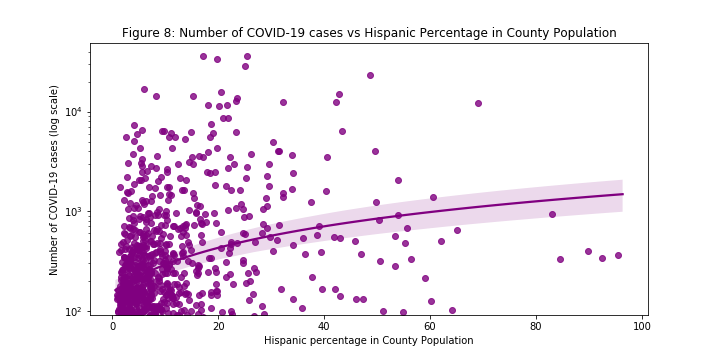 Figure 8: Number of COVID-19 cases vs Hispanic Percentage in County Population
Number of COVID-19 cases (log scale)
10^4
10^3
10^2
0 20 40 60 80 100
Hispanic percentage in County Population